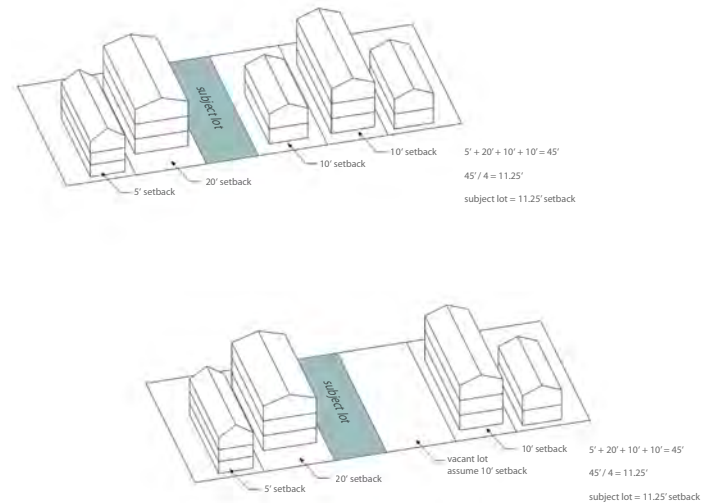 subject lot
10' setback
10' setback
20' setback
5' setback
5' + 20' + 10' + 10' = 45'
45' / 4 = 11.25'
subject lot = 11.25' setback
subject lot
10' setback
vacant lot
assume 10' setback
20' setback
5' setback
5' + 20' + 10' + 10' = 45'
45' / 4 = 11.25'
subject lot = 11.25' setback